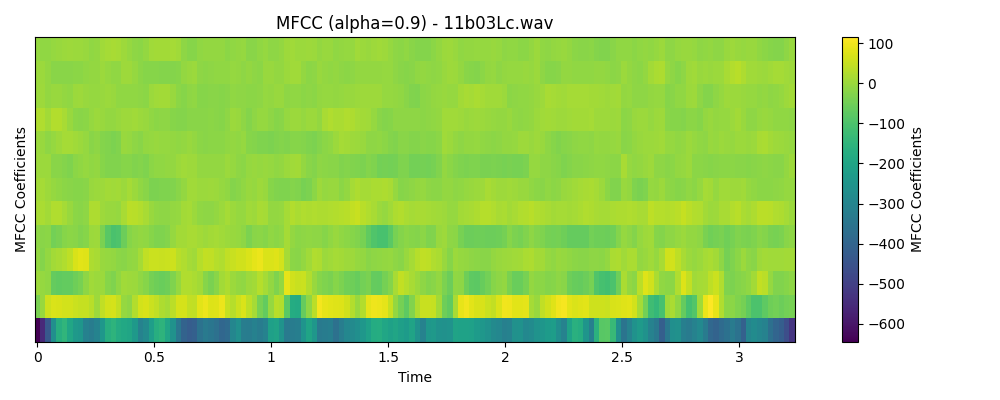 MFCC (alpha=0.9) - 11b03Lc.wav
MFCC Coefficients
0 0.5 1 1.5 2 2.5 3
Time
100
0
−100
−200
−300
−400
−500
−600
MFCC Coefficients